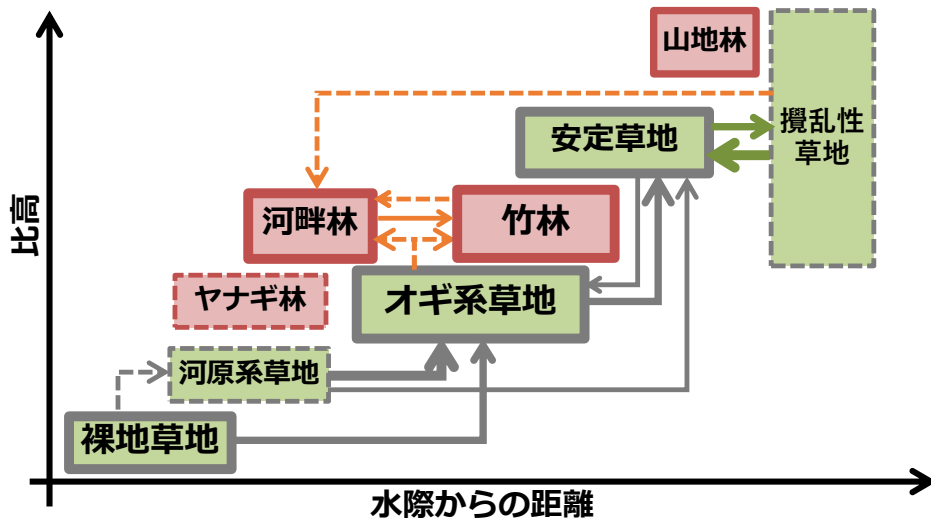 山地林
攪乱性
草地
安定草地
河畔林
竹林
ヤナギ林
オギ系草地
河原系草地
裸地草地
比高
水際からの距離